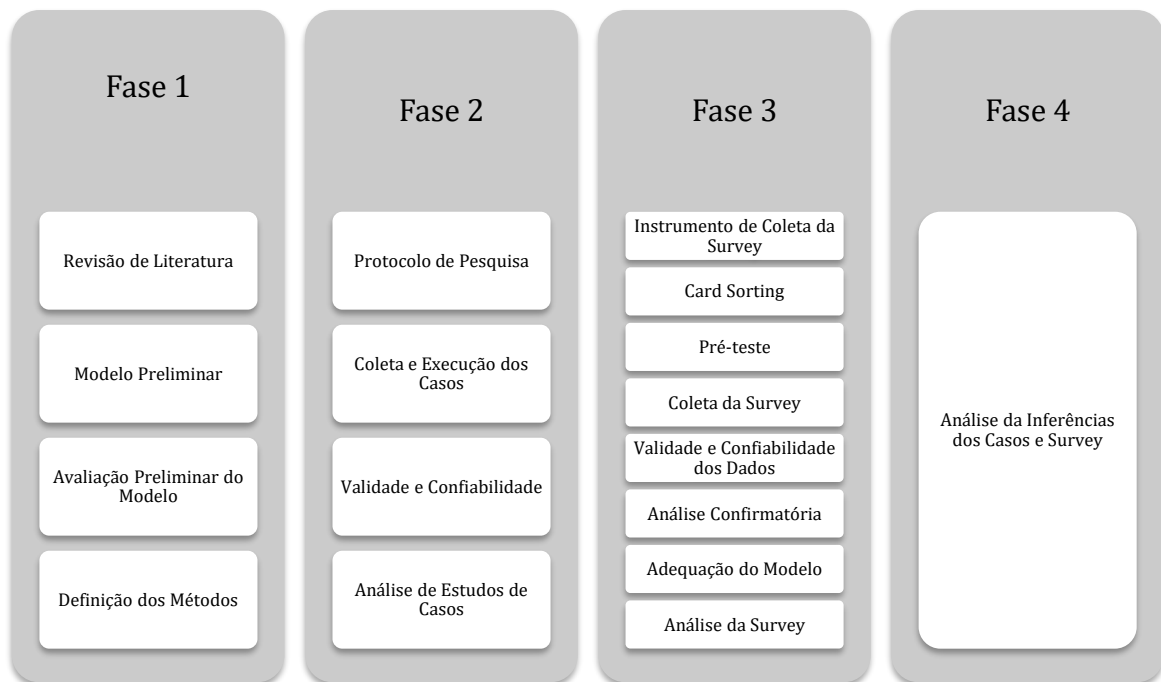 Fase 1
Revisão de Literatura
Modelo Preliminar
Avaliação Preliminar do
Modelo
Definição dos Métodos
Fase 2
Protocolo de Pesquisa
Coleta e Execução dos
Casos
Validade e Confiabilidade
Análise de Estudos de
Casos
Fase 3
Instrumento de Coleta da
Survey
Card Sorting
Pré-teste
Coleta da Survey
Validade e Confiabilidade
dos Dados
Análise Confirmatória
Adequação do Modelo
Análise da Survey
Fase 4
Análise da Inferências
dos Casos e Survey